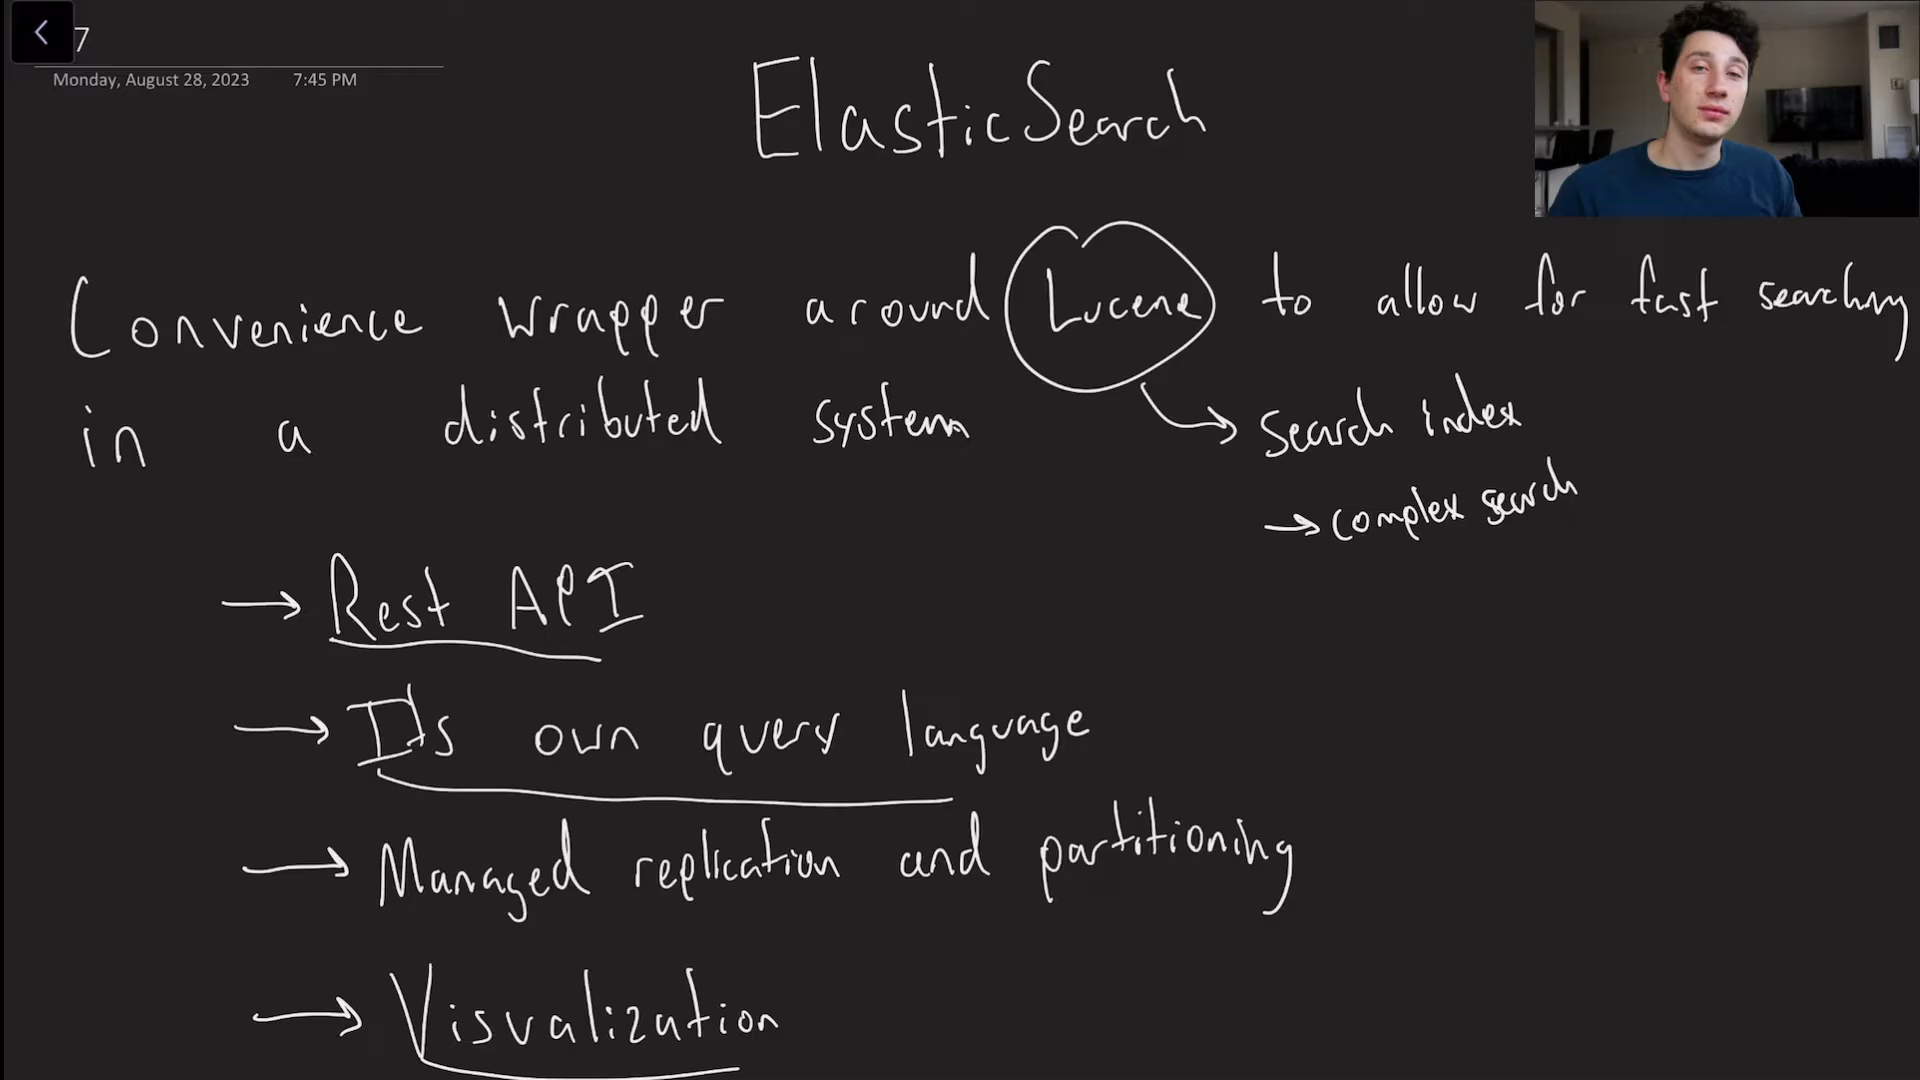 7
Monday, August 28, 2023 7:45 PM
ElasticSearch
Convenience wrapper around Lucene to allow for fast searching
in a distributed system
Search index
→ complex search
→ Rest API
→ Its own query language
→ Managed replication and partitioning
→ Visualization